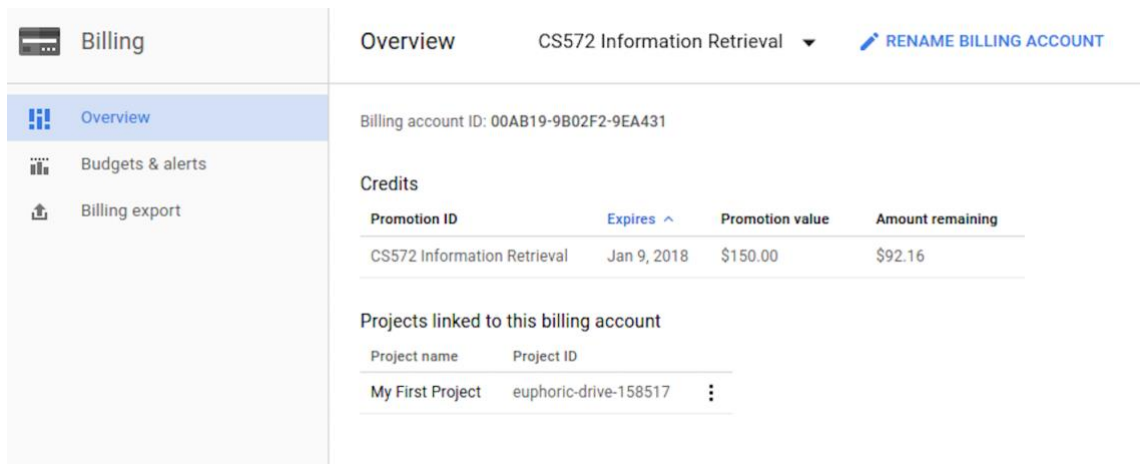 Billing
Overview
Budgets & alerts
Billing export
Overview CS572 Information Retrieval RENAME BILLING ACCOUNT
Billing account ID: 00AB19-9B02F2-9EA431
Credits
Promotion ID Expires Promotion value Amount remaining
CS572 Information Retrieval Jan 9, 2018 $150.00 $92.16
Projects linked to this billing account
Project name Project ID
My First Project euphoric-drive-158517